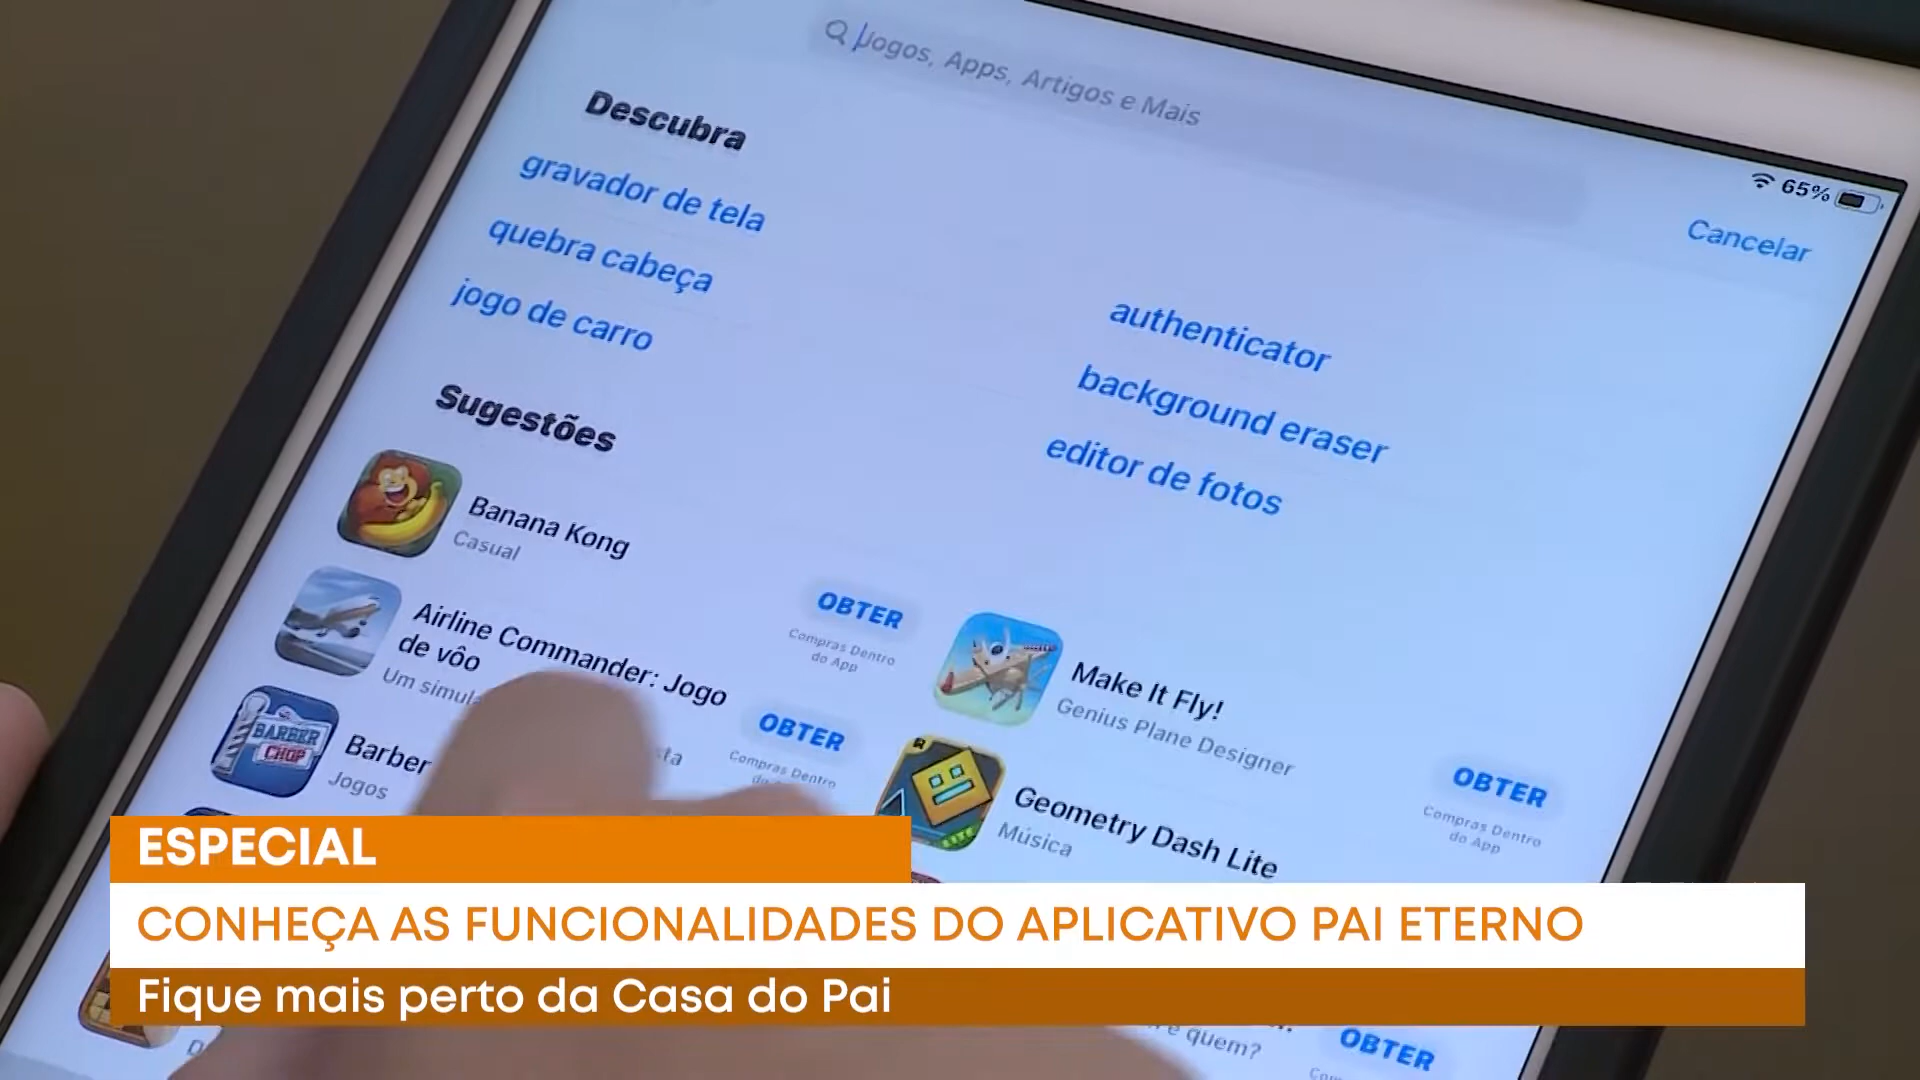 Jogos, Apps, Artigos e Mais
65%
Cancelar
Descubra
gravador de tela
quebra cabeça
jogo de carro
authenticator
background eraser
editor de fotos
Sugestões
Banana Kong
Casual
OBTER
Compras Dentro
do App
Airline Commander: Jogo
de vôo
Um simula
OBTER
Compras Dentro
BARBER
CHOP
Barber
Jogos
Make It Fly!
Genius Plane Designer
OBTER
Compras Dentro
do App
LITE
Geometry Dash Lite
Música
ESPECIAL
CONHEÇA AS FUNCIONALIDADES DO APLICATIVO PAI ETERNO
Fique mais perto da Casa do Pai
e quem?
OBTER